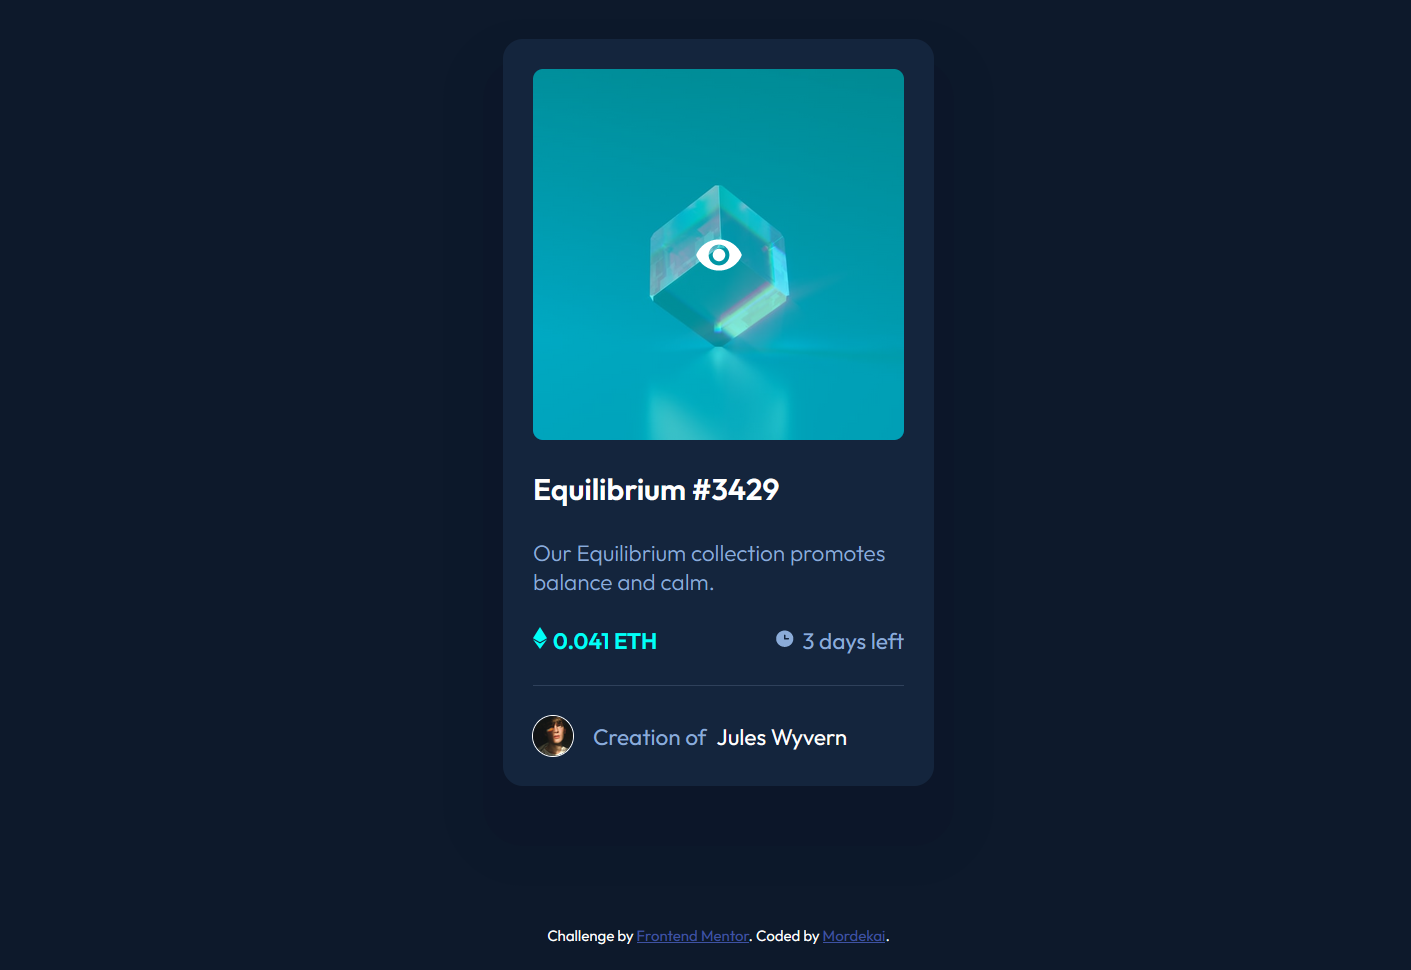 Equilibrium #3429
Our Equilibrium collection promotes
balance and calm.
0.041 ETH
3 days left
Creation of Jules Wyvern
Challenge by Frontend Mentor. Coded by Mordekai.